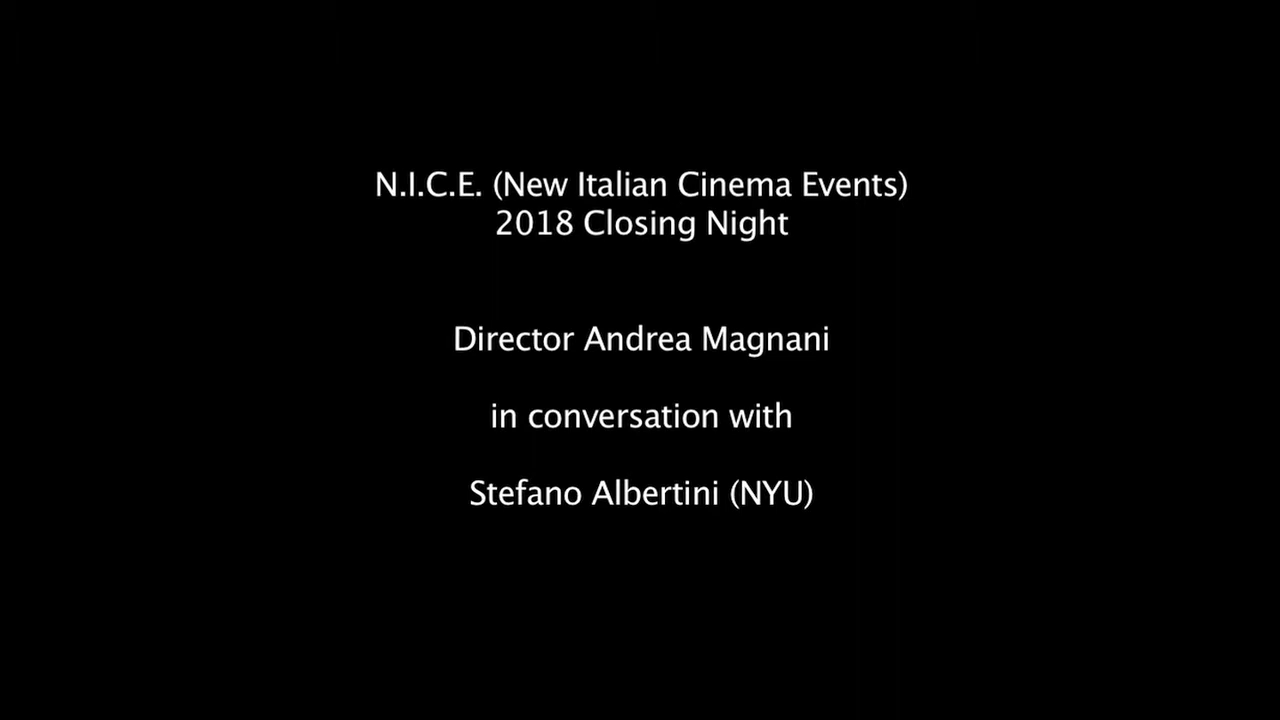 N.I.C.E. (New Italian Cinema Events)
2018 Closing Night
Director Andrea Magnani
in conversation with
Stefano Albertini (NYU)